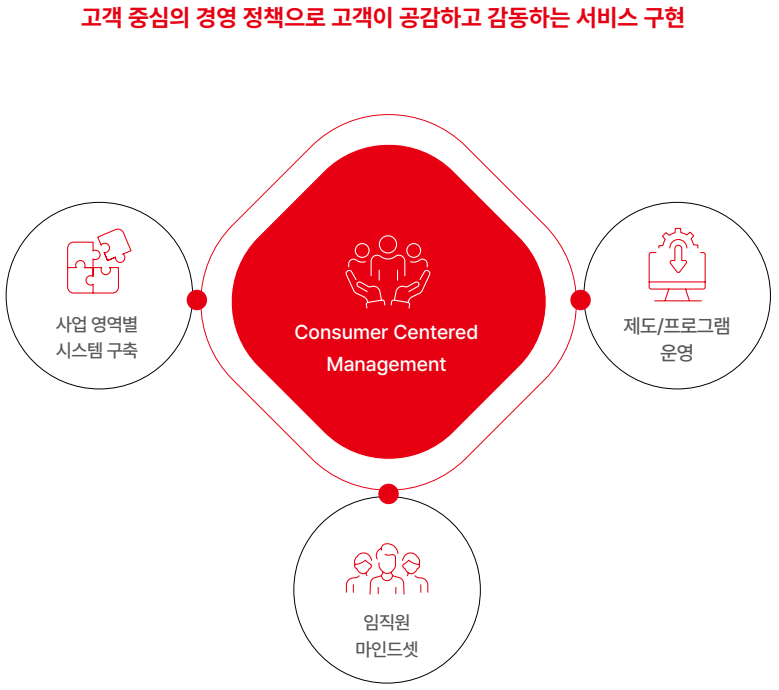 고객 중심의 경영 정책으로 고객이 공감하고 감동하는 서비스 구현
Consumer Centered
Management
사업 영역별
시스템 구축
제도/프로그램
운영
임직원
마인드셋